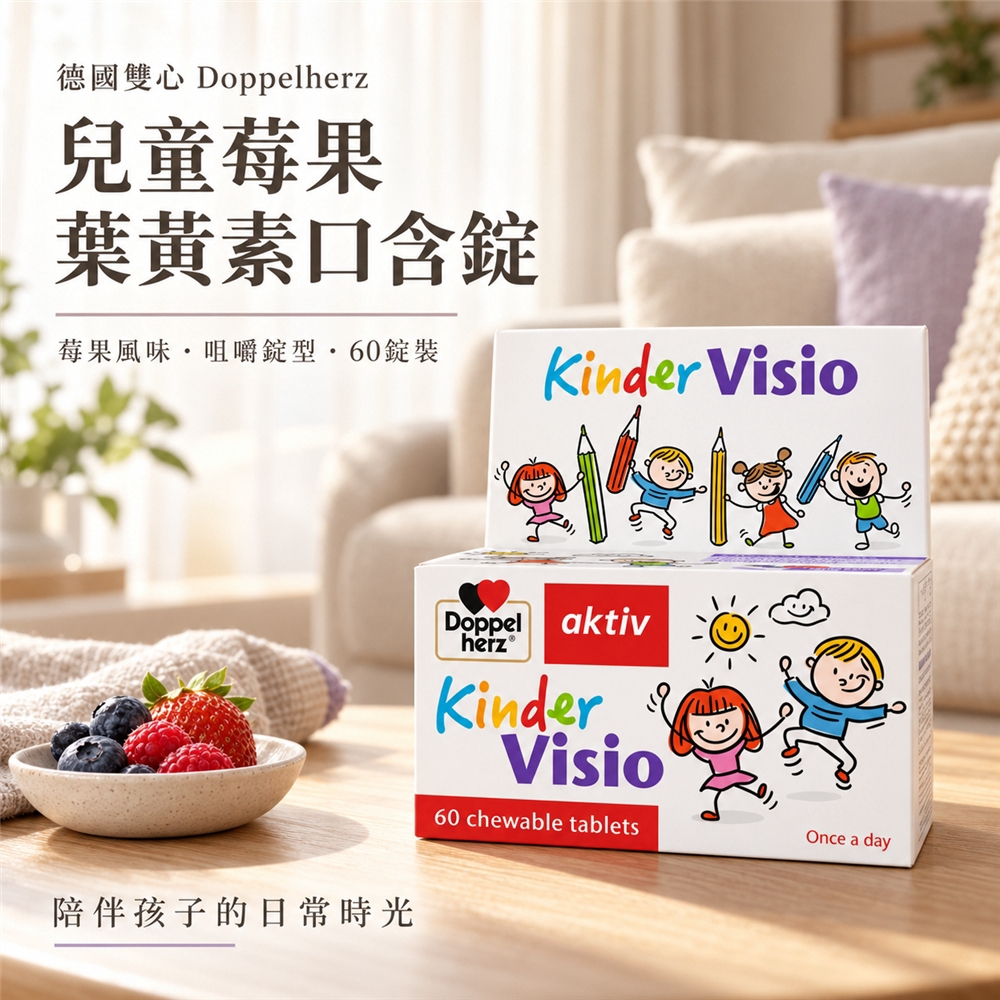 德國雙心 Doppelherz
兒童莓果
葉黃素口含錠
莓果風味・咀嚼錠型・60錠裝
Kinder Visio
Doppel
herz®
aktiv
Kinder
Visio
60 chewable tablets
Once a day
陪伴孩子的日常時光